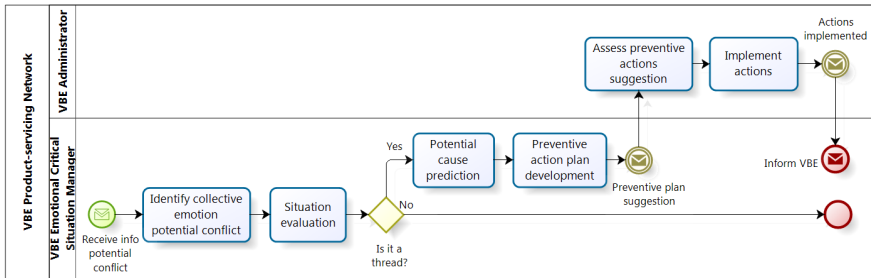 VBE Product-servicing Network
VBE Administrator
Assess preventive
actions
suggestion
Implement
actions
Actions
implemented
VBE Emotional Critical
Situation Manager
Receive info
potential
conflict
Identify collective
emotion
potential conflict
Situation
evaluation
Is it a
thread?
Yes
No
Potential
cause
prediction
Preventive
action plan
development
Preventive plan
suggestion
Inform VBE